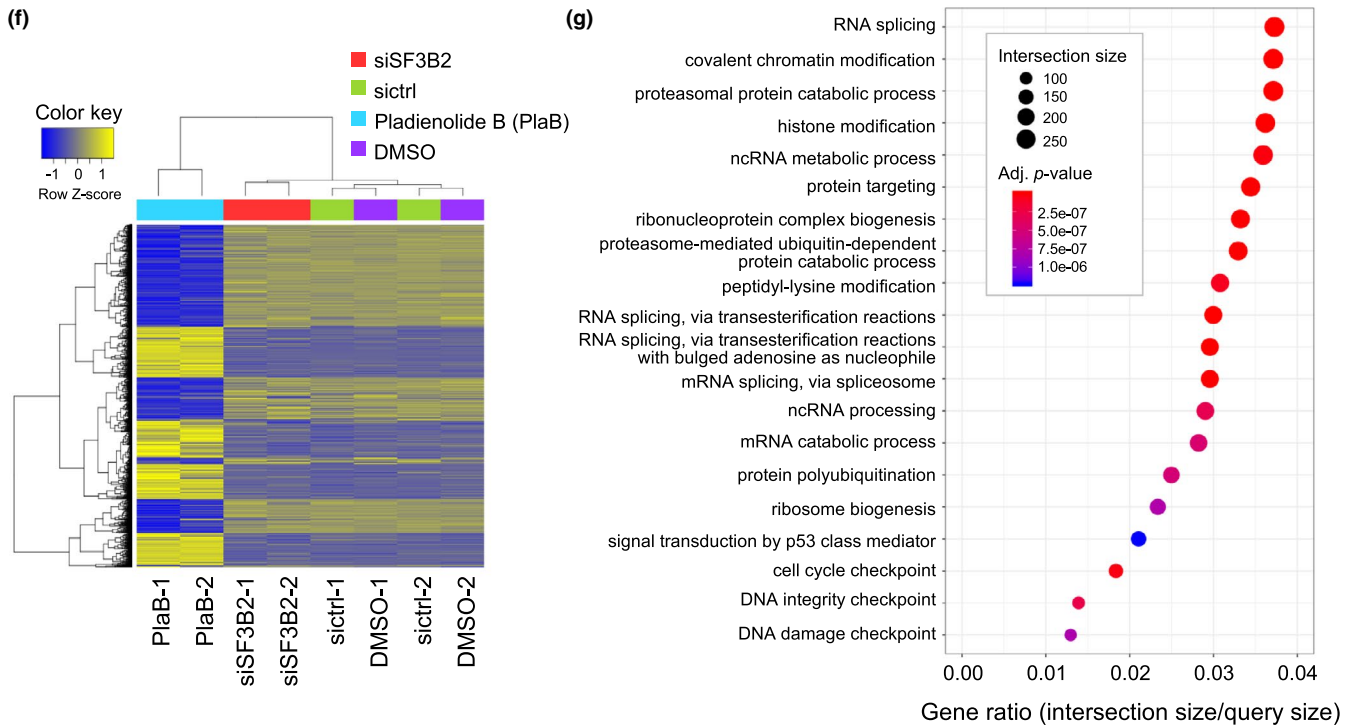 (f)
siSF3B2
sictrl
Pladienolide B (PlaB)
DMSO
Color key
-1 0 1
Row Z-score
PlaB-1
PlaB-2
siSF3B2-1
siSF3B2-2
sictrl-1
DMSO-1
sictrl-2
DMSO-2
(g)
RNA splicing
covalent chromatin modification
proteasomal protein catabolic process
histone modification
ncRNA metabolic process
protein targeting
ribonucleoprotein complex biogenesis
proteasome-mediated ubiquitin-dependent
protein catabolic process
peptidyl-lysine modification
RNA splicing, via transesterification reactions
RNA splicing, via transesterification reactions
with bulged adenosine as nucleophile
mRNA splicing, via spliceosome
ncRNA processing
mRNA catabolic process
protein polyubiquitination
ribosome biogenesis
signal transduction by p53 class mediator
cell cycle checkpoint
DNA integrity checkpoint
DNA damage checkpoint
Intersection size
100
150
200
250
Adj. p-value
2.5e-07
5.0e-07
7.5e-07
1.0e-06
0.00 0.01 0.02 0.03 0.04
Gene ratio (intersection size/query size)